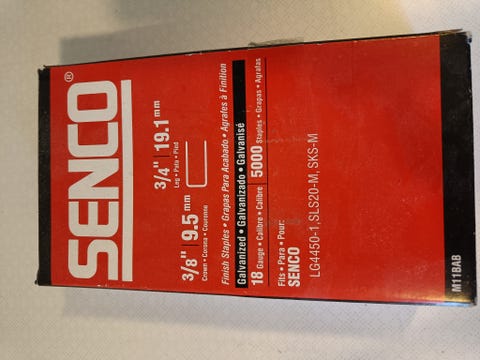 SENCO®
3/8" 9.5 mm
Crown • Corona • Couronne
3/4" 19.1 mm
Leg • Pata • Pied
Finish Staples • Grapas Para Acabado • Agrafes à Finition
Galvanized • Galvanizado • Galvanisé
18 Gauge • Calibre • Calibre 5000 Staples • Grapas • Agrafes
Fits • Para • Pour:
SENCO
LG4450-1,SLS20-M, SKS-M
M11BAB